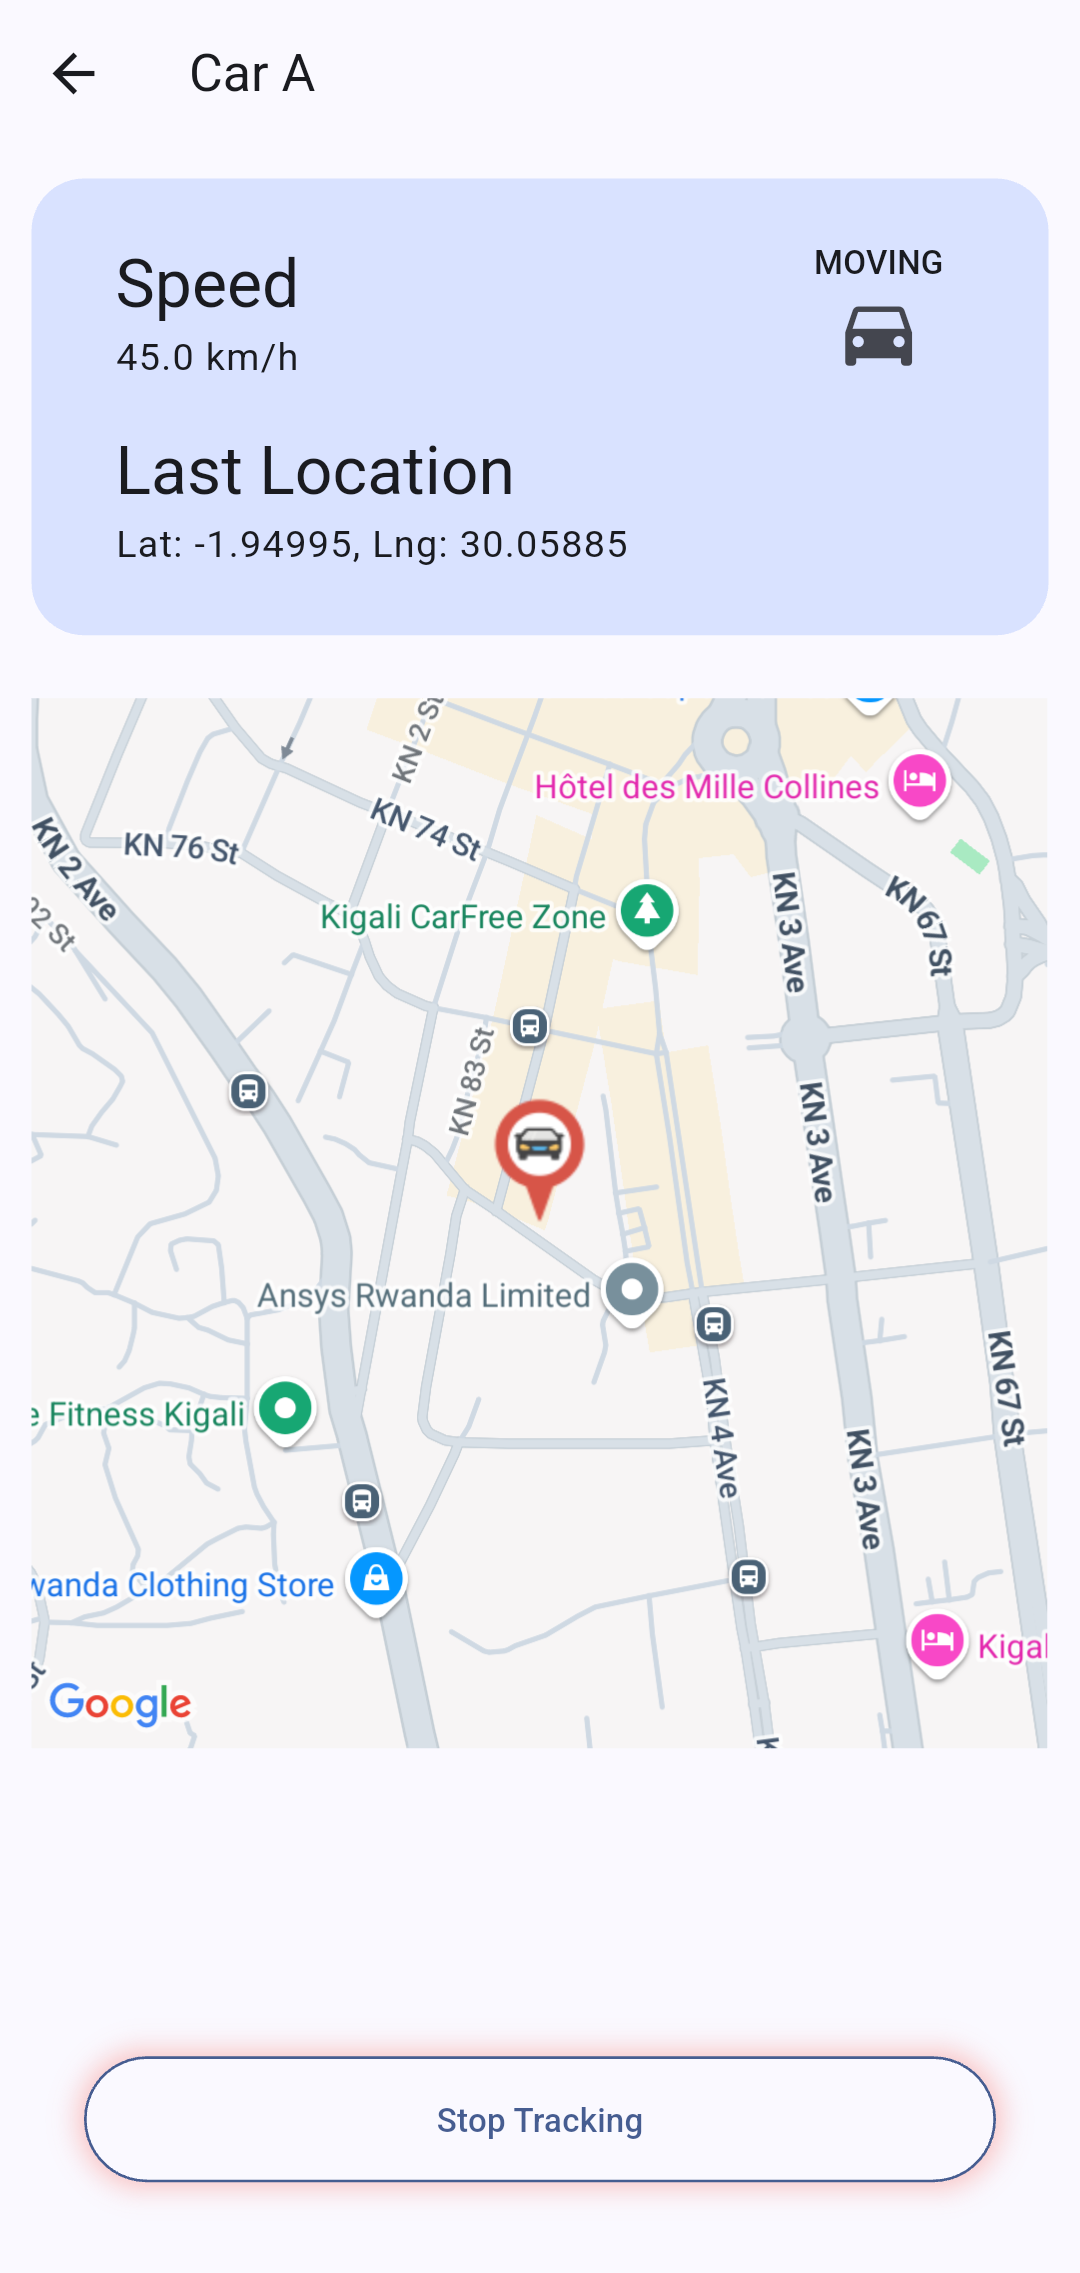 Car A
Speed
MOVING
45.0 km/h
Last Location
Lat: -1.94995, Lng: 30.05885
KN 2 St
Hôtel des Mille Collines
KN 74 St
KN 76 St
KN 2 Ave
KN 67 St
KN 3 Ave
Kigali CarFree Zone
92 St
KN 83 St
KN 3 Ave
Ansys Rwanda Limited
KN 67 St
e Fitness Kigali
KN 4 Ave
KN 3 Ave
wanda Clothing Store
Kigal
St
Google
K
Stop Tracking